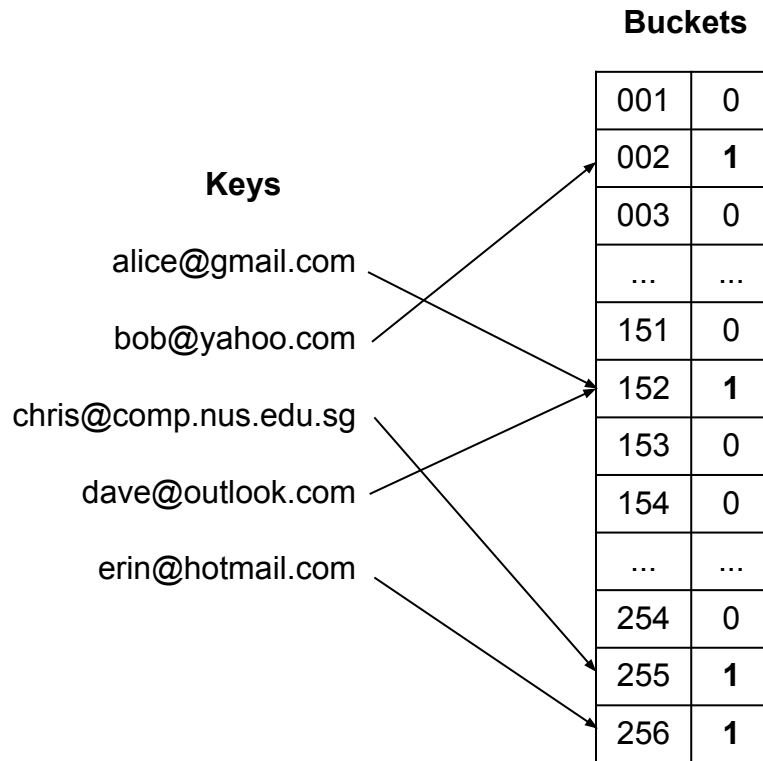 Buckets
001 0
002 1
003 0
... ...
151 0
152 1
153 0
154 0
... ...
254 0
255 1
256 1
Keys
alice@gmail.com
bob@yahoo.com
chris@comp.nus.edu.sg
dave@outlook.com
erin@hotmail.com